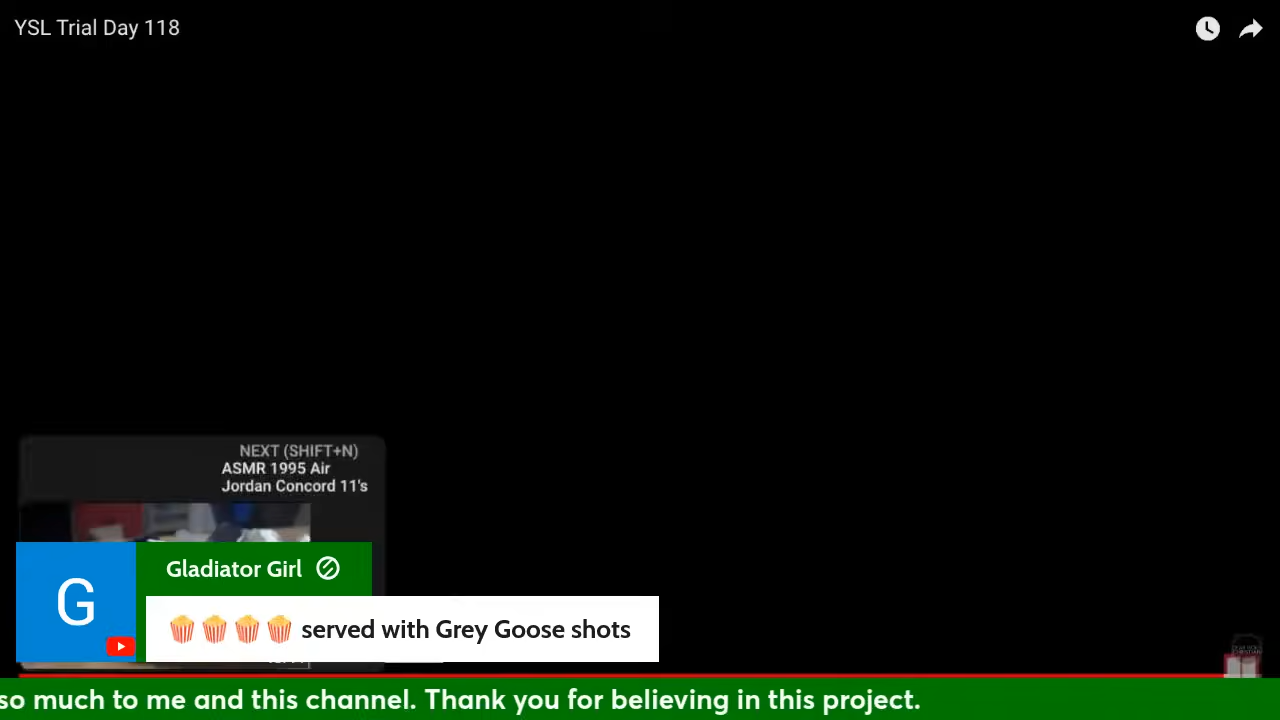 YSL Trial Day 118
NEXT (SHIFT+N)
ASMR 1995 Air
Jordan Concord 11's
G
Gladiator Girl
🍿🍿🍿🍿 served with Grey Goose shots
so much to me and this channel. Thank you for believing in this project.